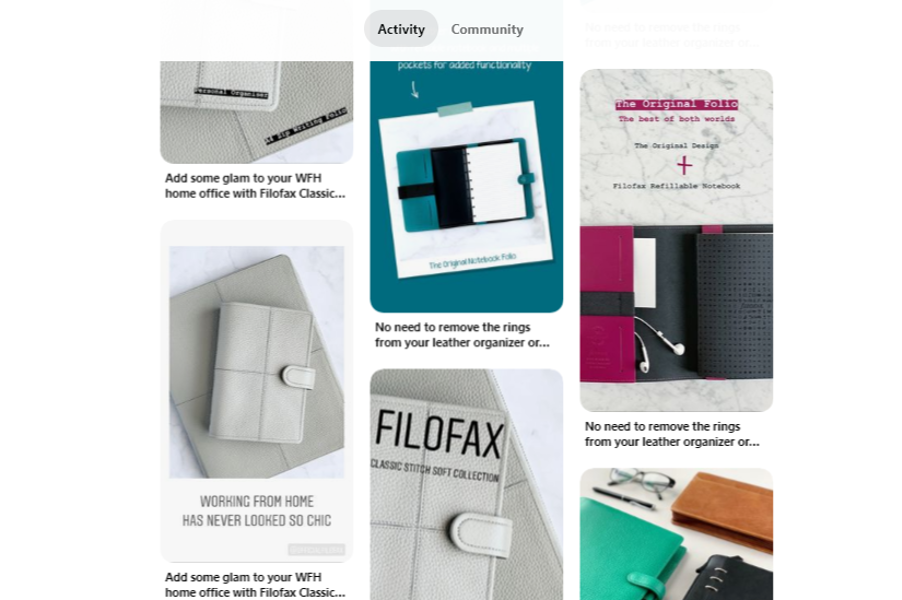 Activity
Community
Personal Organiser
A4 Zip Writing Folio
Add some glam to your WFH
home office with Filofax Classic...
WORKING FROM HOME
HAS NEVER LOOKED SO CHIC
Add some glam to your WFH
home office with Filofax Classic...
pockets for added functionality
The Original Notebook Folio
No need to remove the rings
from your leather organizer or...
FILOFAX
CLASSIC STITCH SOFT COLLECTION
No need to remove the rings
from your leather organizer or...
The Original Folio
The best of both worlds
The Original Design
+
Filofax Refillable Notebook
No need to remove the rings
from your leather organizer or...